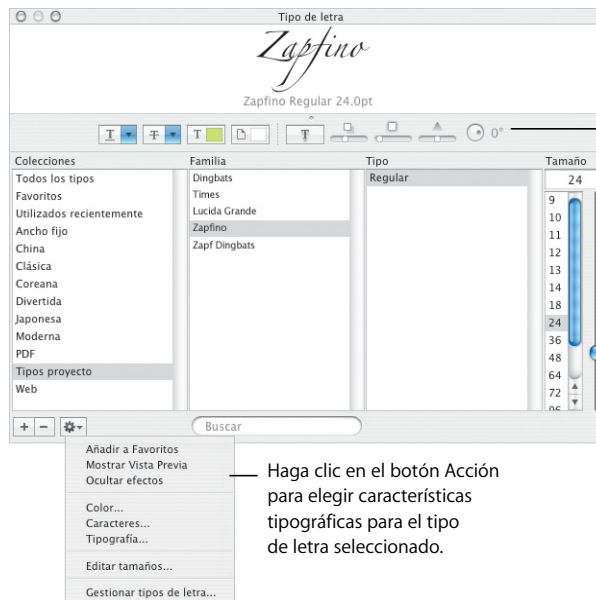 Tipo de letra
Zapfino
Zapfino Regular 24.0pt
T T T T 0°
Colecciones Familia Tipo Tamaño
Todos los tipos Dingbats Regular 24
Favoritos Times 9
Utilizados recientemente Lucida Grande 10
Ancho fijo Zapfino 11
China Zapf Dingbats 12
Clásica 13
Coreana 14
Divertida 18
Japonesa 24
Moderna 36
PDF 48
Tipos proyecto 64
Web 72
96
+ − Buscar
Añadir a Favoritos
Mostrar Vista Previa
Ocultar efectos
Color...
Caracteres...
Tipografía...
Editar tamaños...
Gestionar tipos de letra...
Haga clic en el botón Acción
para elegir características
tipográficas para el tipo
de letra seleccionado.